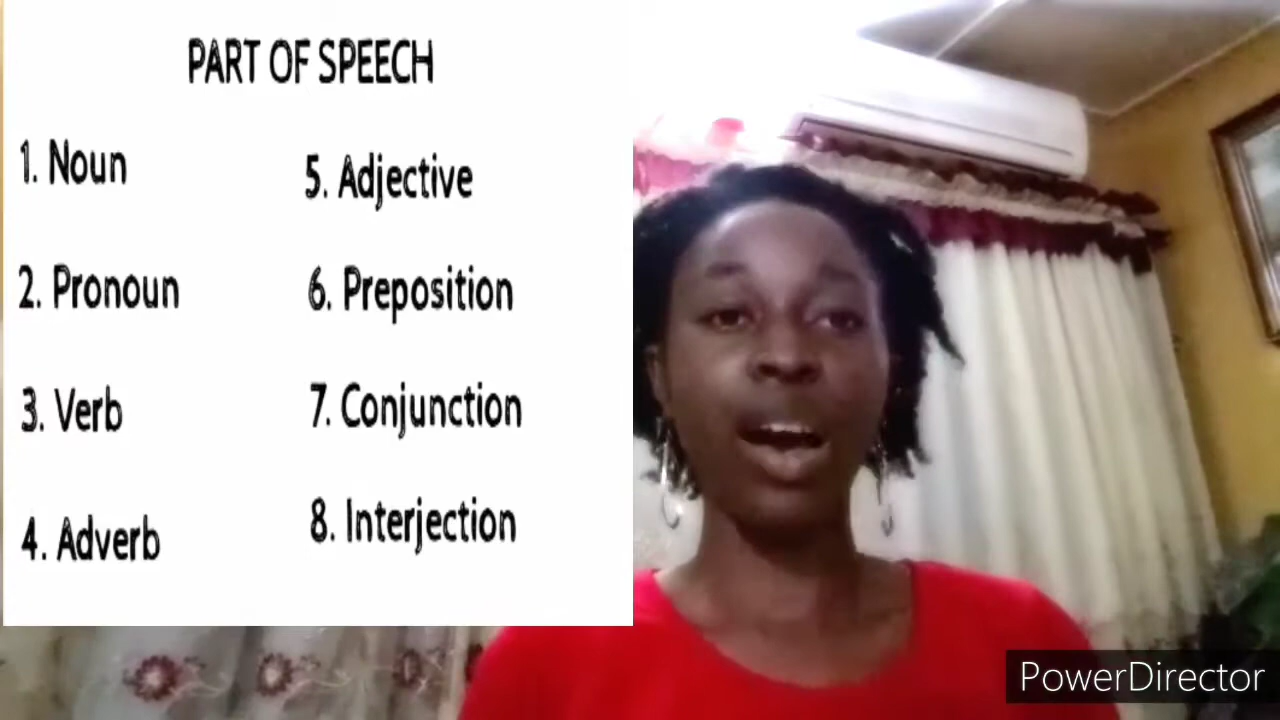 PART OF SPEECH
1. Noun
2. Pronoun
3. Verb
4. Adverb
5. Adjective
6. Preposition
7. Conjunction
8. Interjection
PowerDirector